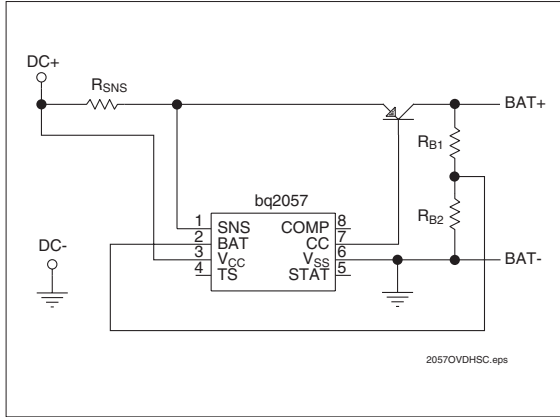 DC+
RSNS
BAT+
RB1
bq2057
RB2
1 SNS COMP 8
2 BAT CC 7
3 VCC VSS 6
4 TS STAT 5
DC-
BAT-
2057OVDHSC.eps